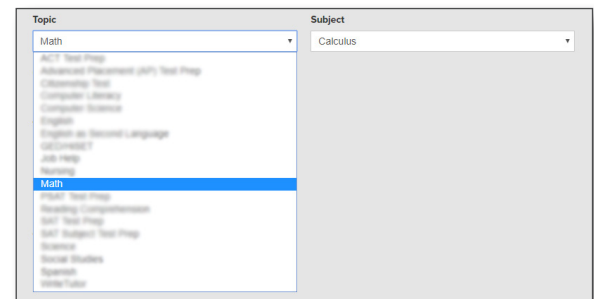 Topic
Subject
Math
Calculus
ACT Test Prep
Advanced Placement (AP) Test Prep
Citizenship Test
Computer Literacy
Computer Science
English
English as Second Language
GED/HiSET
Job Help
Nursing
Math
PSAT Test Prep
Reading Comprehension
SAT Test Prep
SAT Subject Test Prep
Science
Social Studies
Spanish
WriteTutor